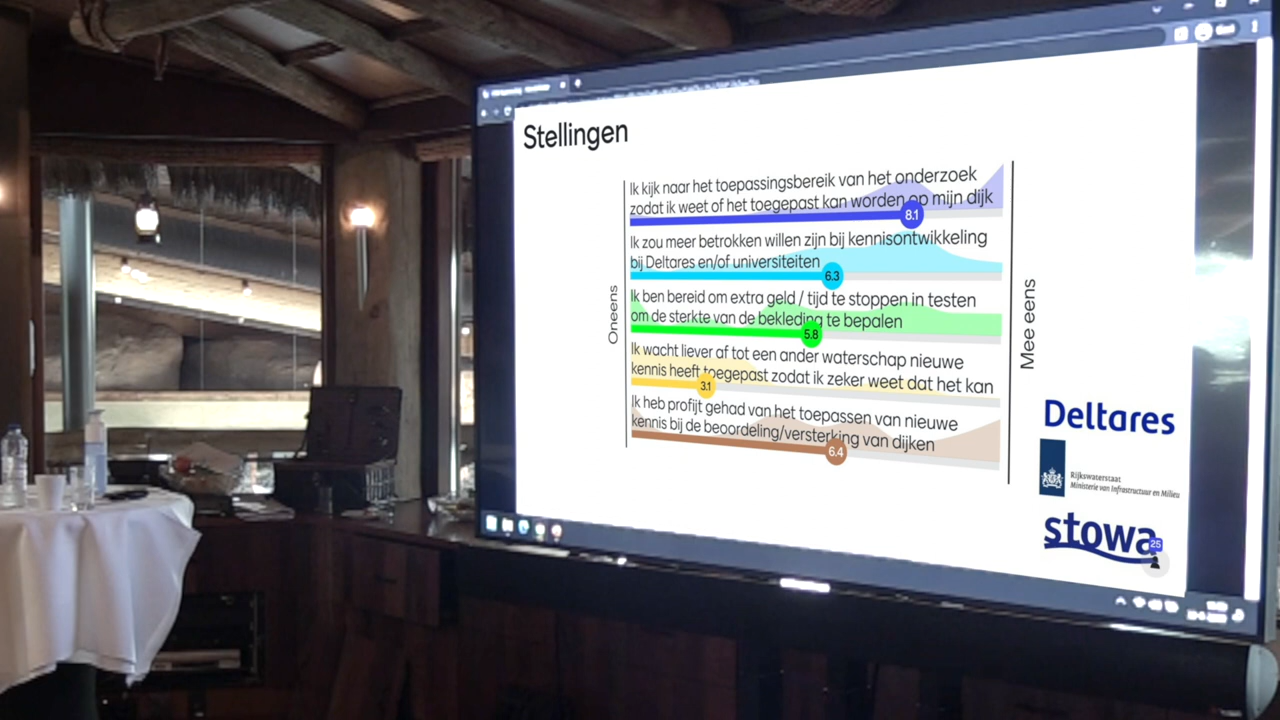 Stellingen
Ik kijk naar het toepassingsbereik van het onderzoek
zodat ik weet of het toegepast kan worden op mijn dijk
8.1
Ik zou meer betrokken willen zijn bij kennisontwikkeling
bij Deltares en/of universiteiten
6.3
Ik ben bereid om extra geld / tijd te stoppen in testen
om de sterkte van de bekleding te bepalen
5.8
Ik wacht liever af tot een ander waterschap nieuwe
kennis heeft toegepast zodat ik zeker weet dat het kan
3.1
Ik heb profijt gehad van het toepassen van nieuwe
kennis bij de beoordeling/versterking van dijken
6.4
Oneens
Mee eens
Deltares
Rijkswaterstaat
Ministerie van Infrastructuur en Milieu
stowa
25